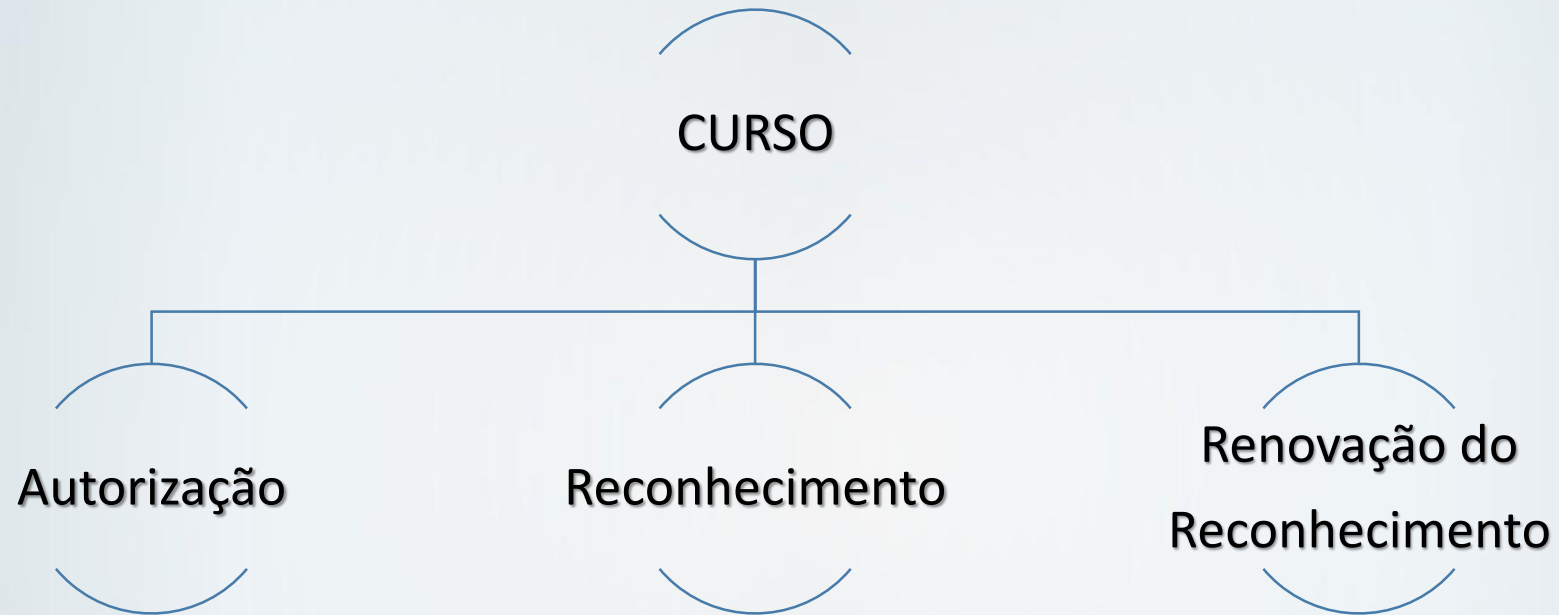 CURSO
Autorização
Reconhecimento
Renovação do
Reconhecimento